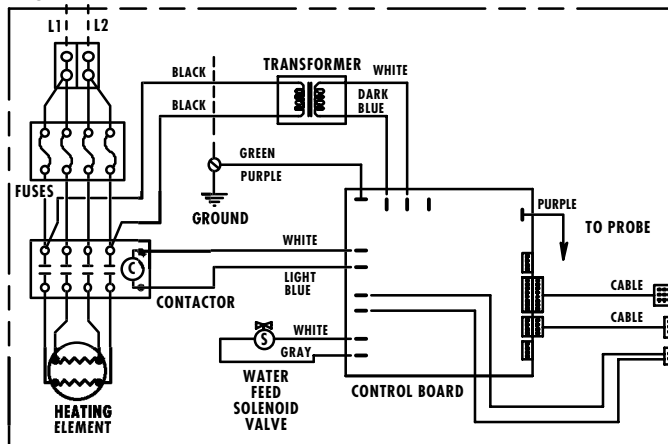 L1 L2
BLACK
TRANSFORMER
WHITE
BLACK
DARK
BLUE
GREEN
PURPLE
FUSES
GROUND
PURPLE
TO PROBE
WHITE
C
LIGHT
BLUE
CONTACTOR
CABLE
CABLE
WHITE
S
GRAY
WATER
FEED
SOLENOID
VALVE
CONTROL BOARD
HEATING
ELEMENT